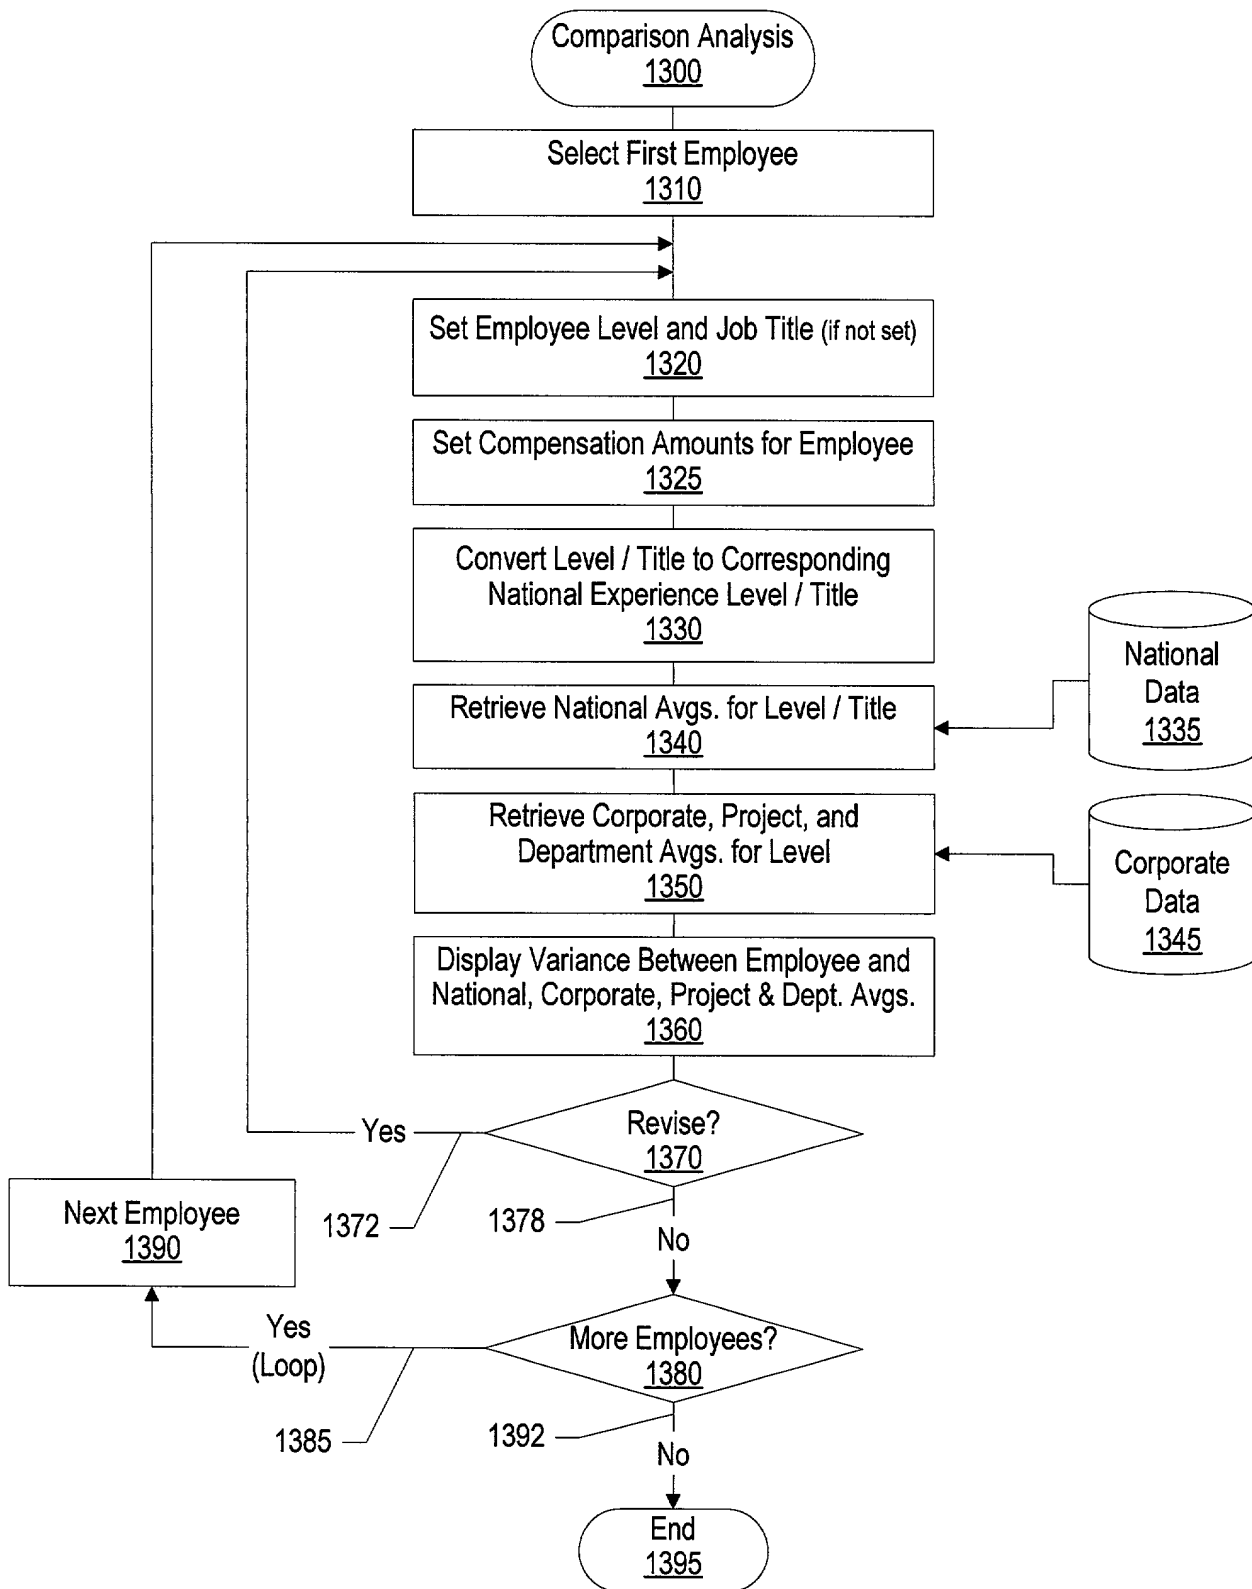 Comparison Analysis
1300
Select First Employee
1310
Set Employee Level and Job Title (if not set)
1320
Set Compensation Amounts for Employee
1325
Convert Level / Title to Corresponding
National Experience Level / Title
1330
National
Data
1335
Retrieve National Avgs. for Level / Title
1340
Retrieve Corporate, Project, and
Department Avgs. for Level
1350
Corporate
Data
1345
Display Variance Between Employee and
National, Corporate, Project & Dept. Avgs.
1360
Revise?
1370
Yes
1372
1378
No
Next Employee
1390
More Employees?
1380
Yes
(Loop)
1385
1392
No
End
1395